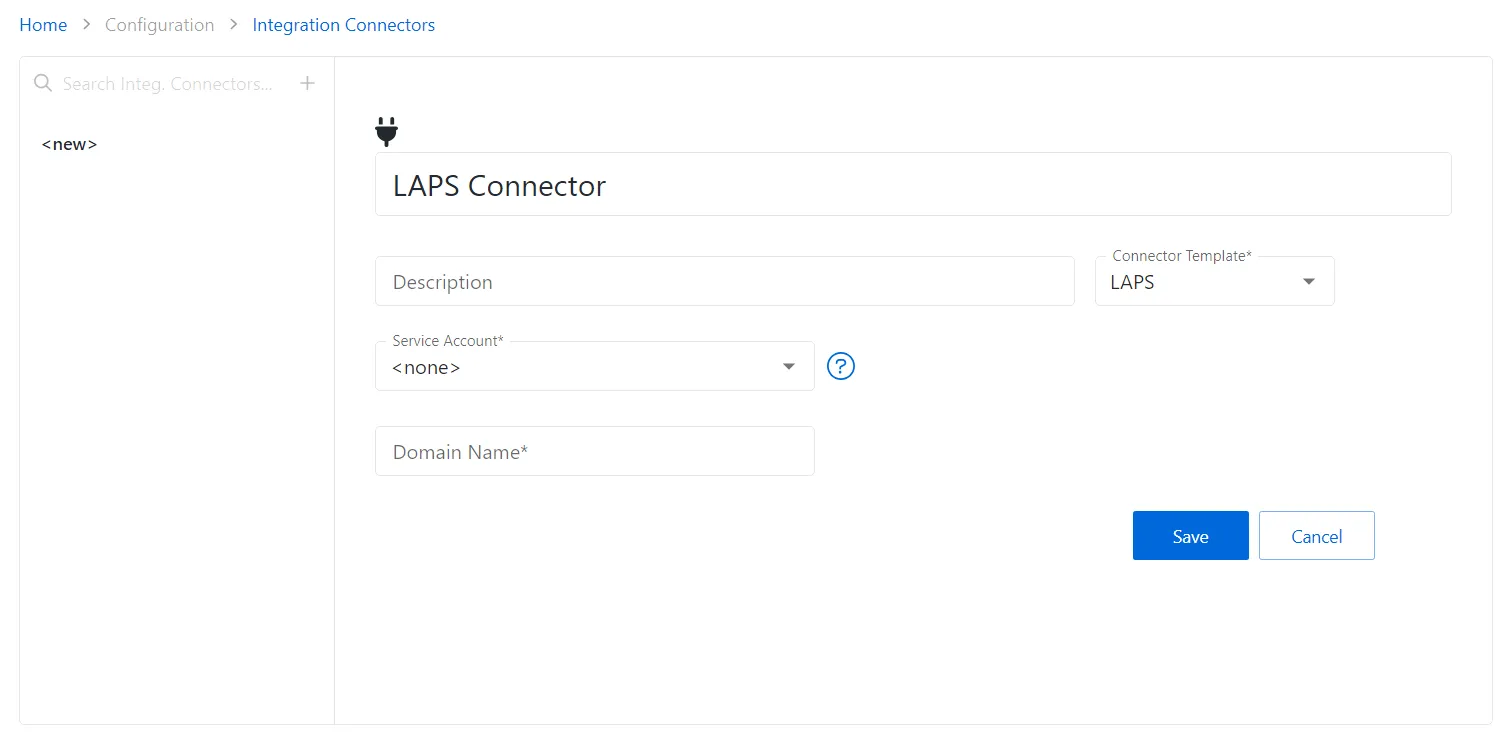 Home > Configuration > Integration Connectors
Search Integ. Connectors... +
<new>
LAPS Connector
Description
Connector Template*
LAPS
Service Account*
<none>
?
Domain Name*
Save
Cancel